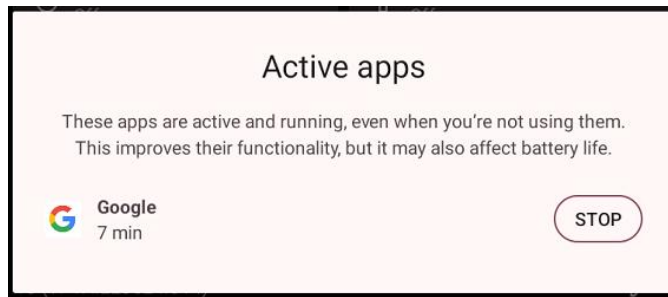 Active apps
These apps are active and running, even when you're not using them.
This improves their functionality, but it may also affect battery life.
Google
7 min
STOP